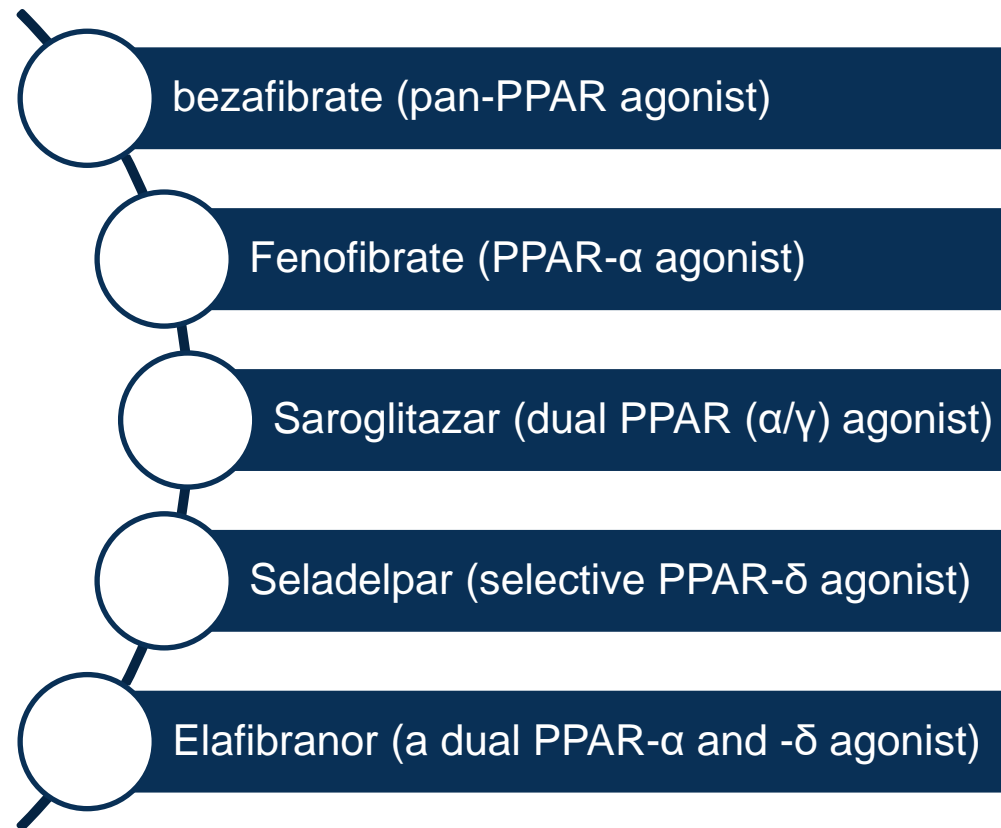 bezafibrate (pan-PPAR agonist)
Fenofibrate (PPAR-α agonist)
Saroglitazar (dual PPAR (α/γ) agonist)
Seladelpar (selective PPAR-δ agonist)
Elafibranor (a dual PPAR-α and -δ agonist)